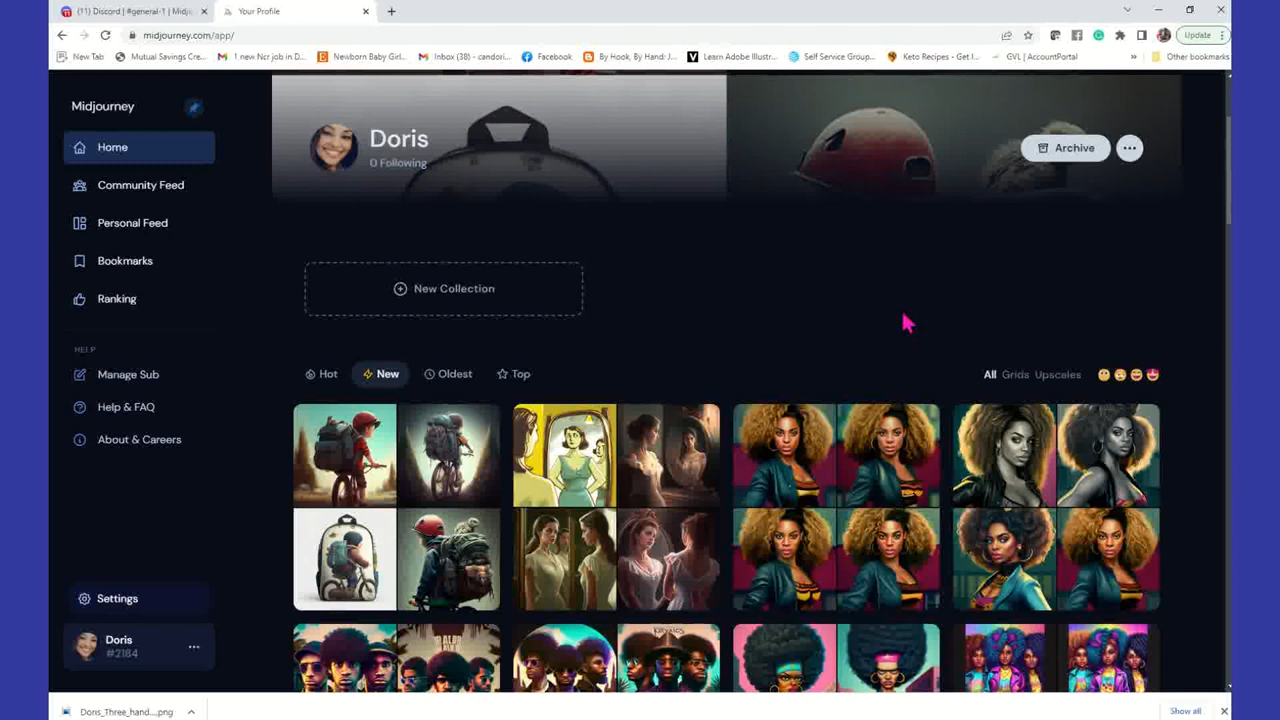 (11) Discord | #general-1 | Midj
Your Profile
midjourney.com/app/
Update
New Tab
Mutual Savings Cre...
1 new Ncr job in D...
Newborn Baby Girl...
Inbox (38) - candori...
Facebook
By Hook, By Hand: J...
Learn Adobe Illustr...
Self Service Group...
Keto Recipes - Get I...
GVL | AccountPortal
»
Other bookmarks
Midjourney
Home
Community Feed
Personal Feed
Bookmarks
Ranking
HELP
Manage Sub
Help & FAQ
About & Careers
Settings
Doris
#2184
Doris
0 Following
Archive
New Collection
Hot
New
Oldest
Top
All Grids Upscales
Doris_Three_hand....png
Show all